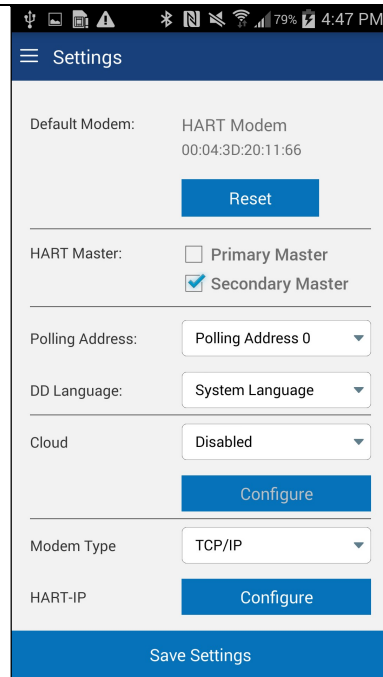 79% 4:47 PM
Settings
Default Modem: HART Modem
00:04:3D:20:11:66
Reset
HART Master: Primary Master
Secondary Master
Polling Address: Polling Address 0
DD Language: System Language
Cloud Disabled
Configure
Modem Type TCP/IP
HART-IP Configure
Save Settings